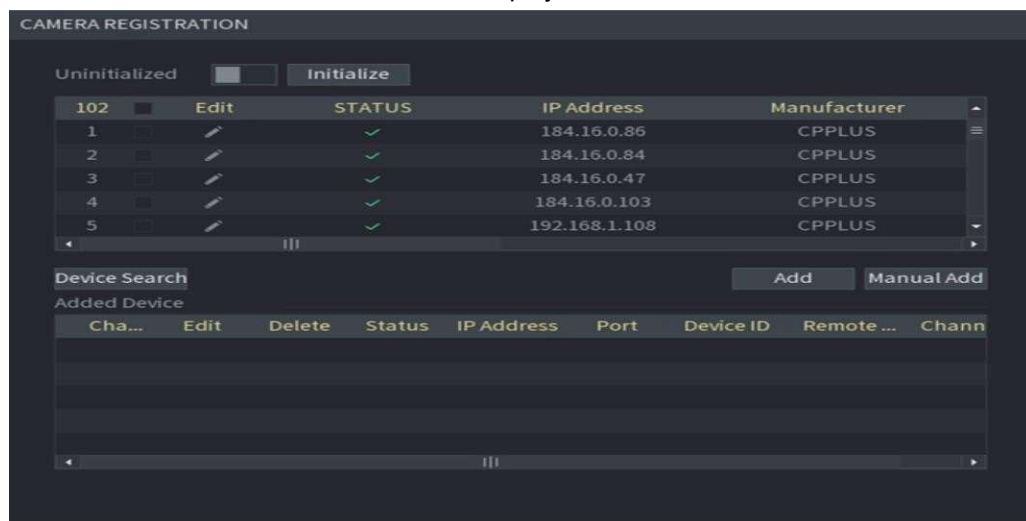 CAMERA REGISTRATION
Uninitialized Initialize
102 Edit STATUS IP Address Manufacturer
1 184.16.0.86 CPPLUS
2 184.16.0.84 CPPLUS
3 184.16.0.47 CPPLUS
4 184.16.0.103 CPPLUS
5 192.168.1.108 CPPLUS
Device Search Add Manual Add
Added Device
Cha... Edit Delete Status IP Address Port Device ID Remote ... Chann